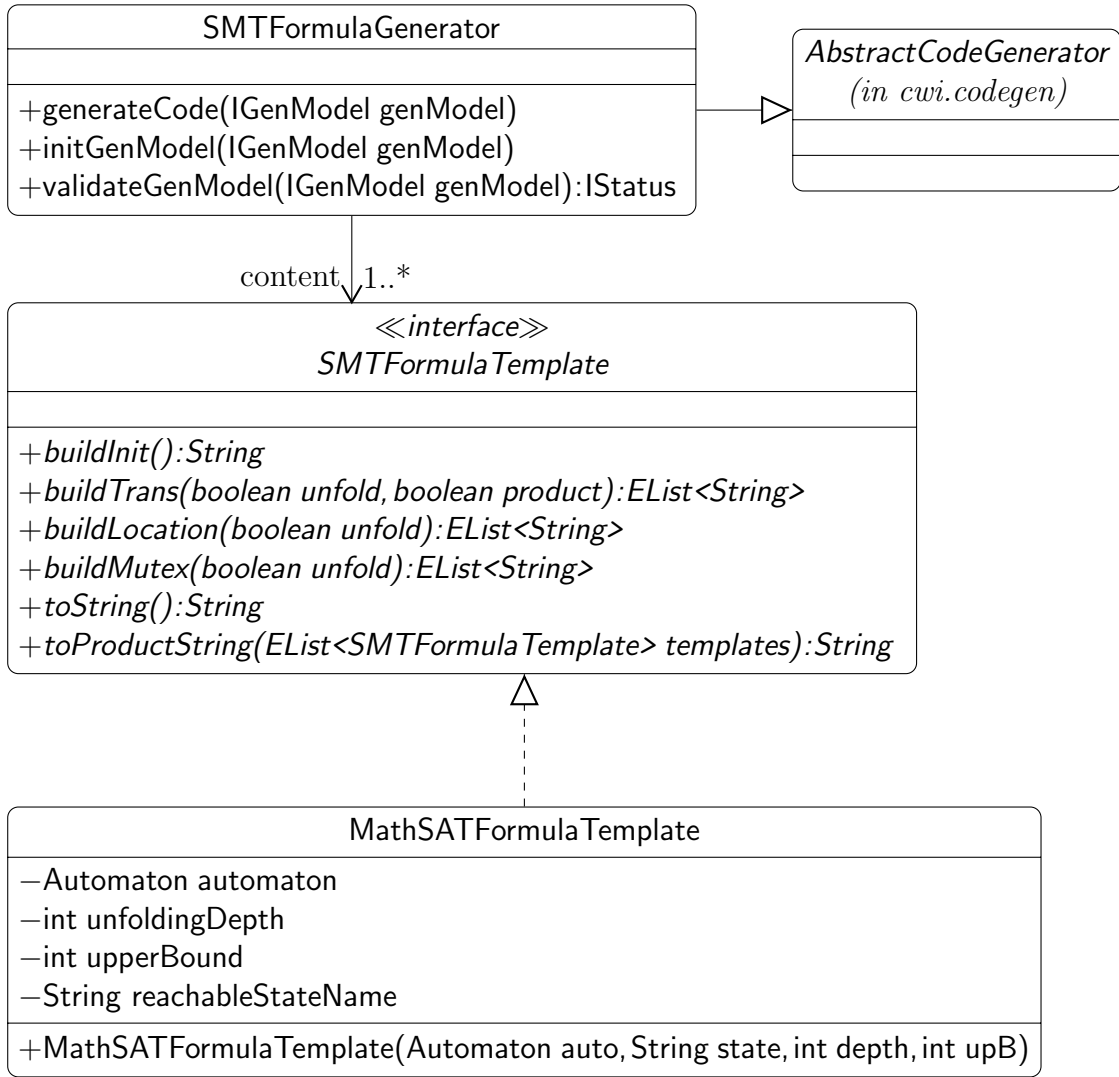 SMTFormulaGenerator
+generateCode(IGenModel genModel)
+initGenModel(IGenModel genModel)
+validateGenModel(IGenModel genModel):IStatus
AbstractCodeGenerator
(in cwi.codegen)
content 1..*
≪interface≫
SMTFormulaTemplate
+buildInit():String
+buildTrans(boolean unfold, boolean product):EList<String>
+buildLocation(boolean unfold):EList<String>
+buildMutex(boolean unfold):EList<String>
+toString():String
+toProductString(EList<SMTFormulaTemplate> templates):String
MathSATFormulaTemplate
−Automaton automaton
−int unfoldingDepth
−int upperBound
−String reachableStateName
+MathSATFormulaTemplate(Automaton auto, String state, int depth, int upB)